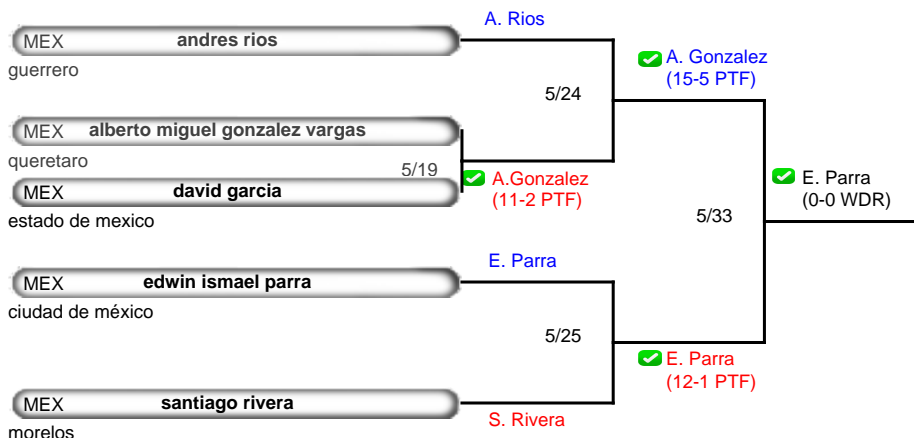 A. Rios
MEX andres rios
guerrero
A. Gonzalez
(15-5 PTF)
5/24
MEX alberto miguel gonzalez vargas
queretaro
5/19
A.Gonzalez
(11-2 PTF)
MEX david garcia
estado de mexico
E. Parra
(0-0 WDR)
5/33
E. Parra
MEX edwin ismael parra
ciudad de méxico
5/25
E. Parra
(12-1 PTF)
MEX santiago rivera
S. Rivera
morelos